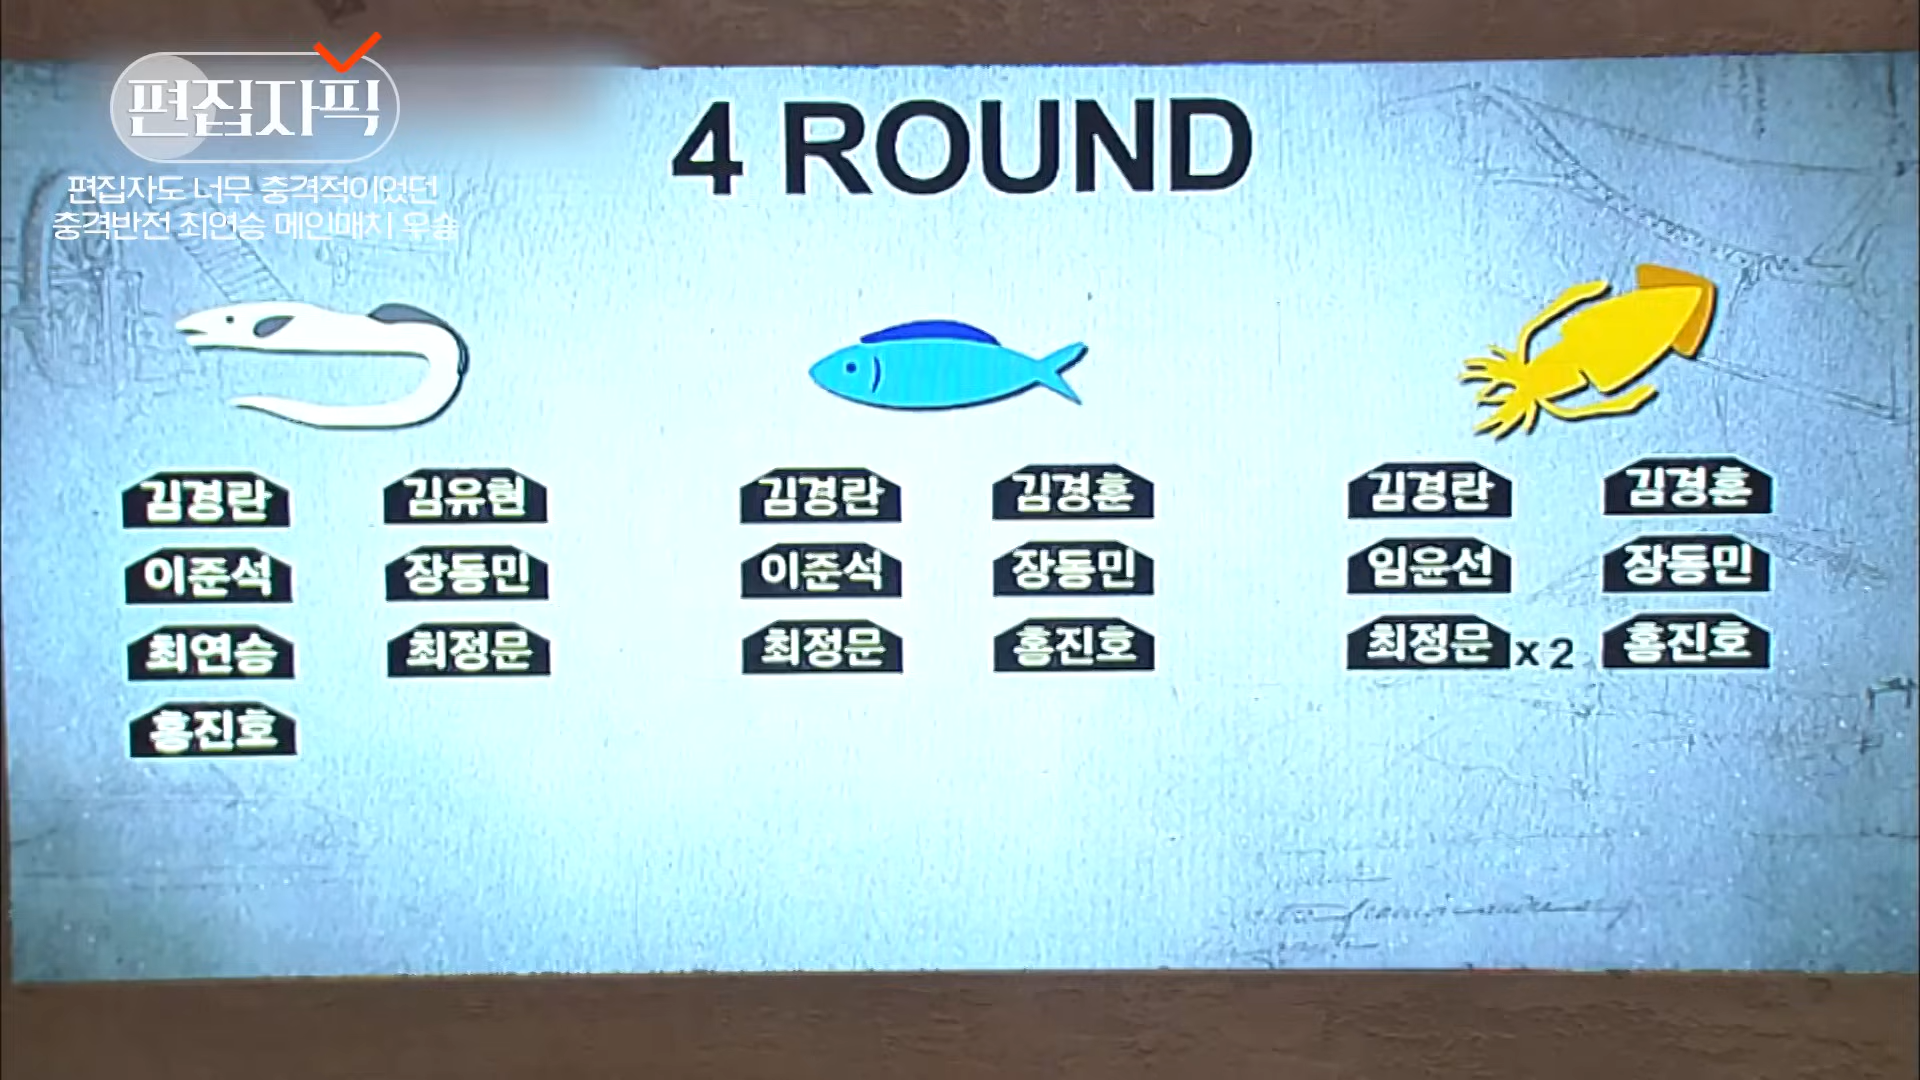 편집자픽
편집자도 너무 충격적이었던
충격반전 최연승 메인매치 우승
4 ROUND
김경란 김유현
이준석 장동민
최연승 최정문
홍진호
김경란 김경훈
이준석 장동민
최정문 홍진호
김경란 김경훈
임윤선 장동민
최정문 x 2 홍진호